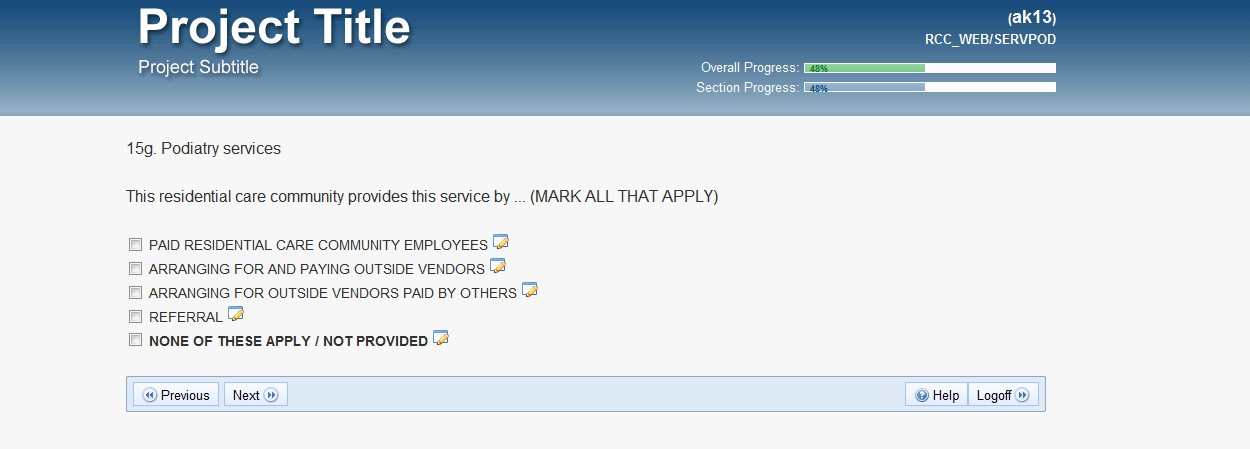 Project Title
Project Subtitle
(ak13)
RCC_WEB/SERVPOD
Overall Progress: 48%
Section Progress: 48%
15g. Podiatry services
This residential care community provides this service by ... (MARK ALL THAT APPLY)
PAID RESIDENTIAL CARE COMMUNITY EMPLOYEES
ARRANGING FOR AND PAYING OUTSIDE VENDORS
ARRANGING FOR OUTSIDE VENDORS PAID BY OTHERS
REFERRAL
NONE OF THESE APPLY / NOT PROVIDED
Previous Next Help Logoff